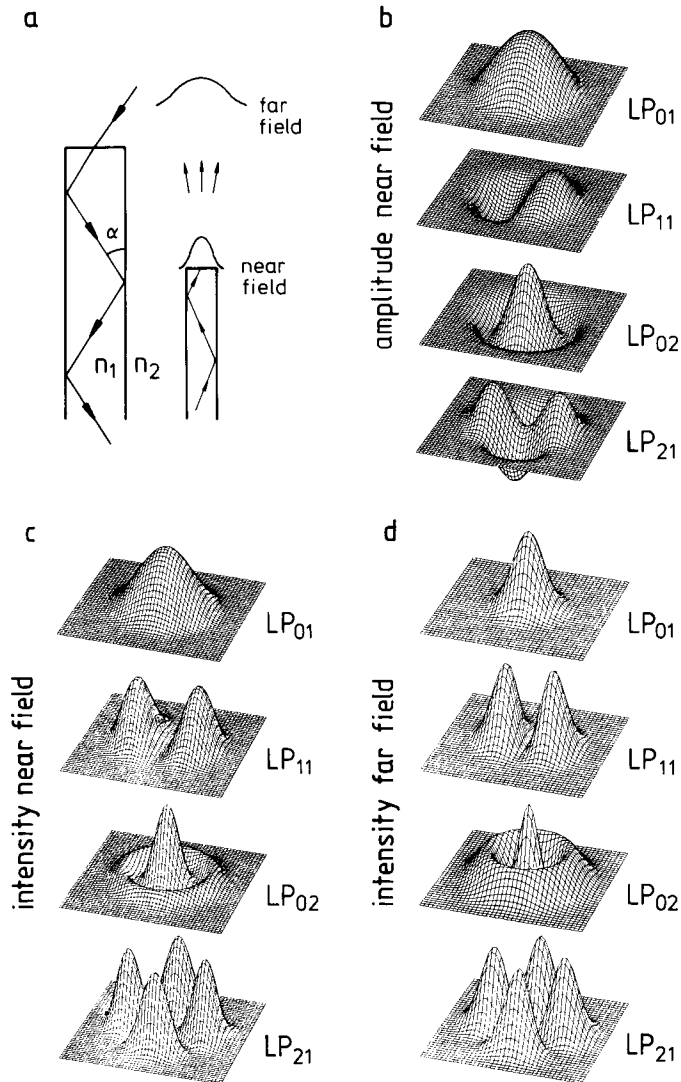 a
far
field
α
near
field
n₁ n₂
b
amplitude near field
LP₀₁
LP₁₁
LP₀₂
LP₂₁
c
intensity near field
LP₀₁
LP₁₁
LP₀₂
LP₂₁
d
intensity far field
LP₀₁
LP₁₁
LP₀₂
LP₂₁